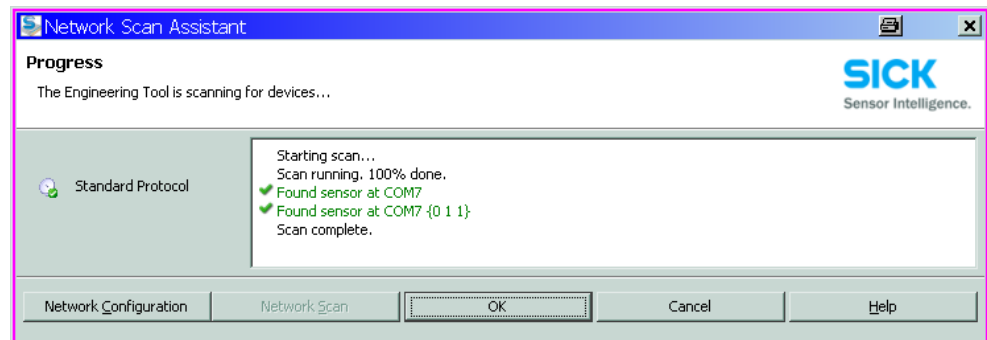 Network Scan Assistant
Progress
The Engineering Tool is scanning for devices...
SICK
Sensor Intelligence.
Standard Protocol
Starting scan...
Scan running. 100% done.
Found sensor at COM7
Found sensor at COM7 {0 1 1}
Scan complete.
Network Configuration
Network Scan
OK
Cancel
Help